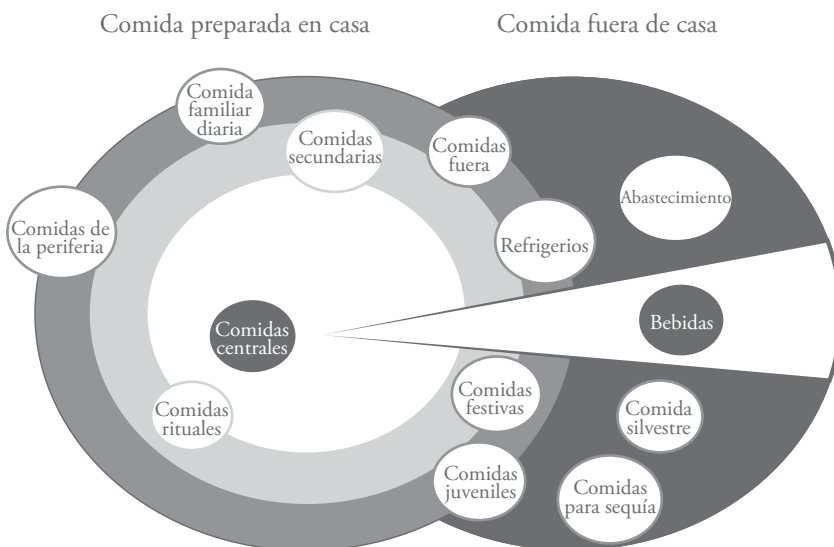 Comida preparada en casa
Comida fuera de casa
Comida
familiar
diaria
Comidas
secundarias
Comidas
fuera
Abastecimiento
Comidas de
la periferia
Refrigerios
Comidas
centrales
Bebidas
Comidas
rituales
Comidas
festivas
Comida
silvestre
Comidas
juveniles
Comidas
para sequía